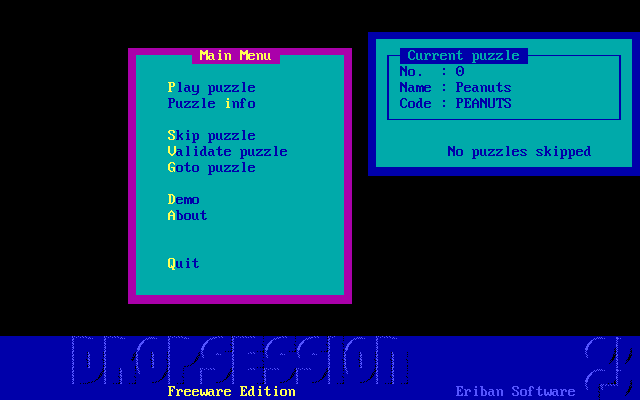 Main Menu
Play puzzle
Puzzle info
Skip puzzle
Validate puzzle
Goto puzzle
Demo
About
Quit
Current puzzle
No. : 0
Name : Peanuts
Code : PEANUTS
No puzzles skipped
DROPSESSION 2
Freeware Edition
Eriban Software